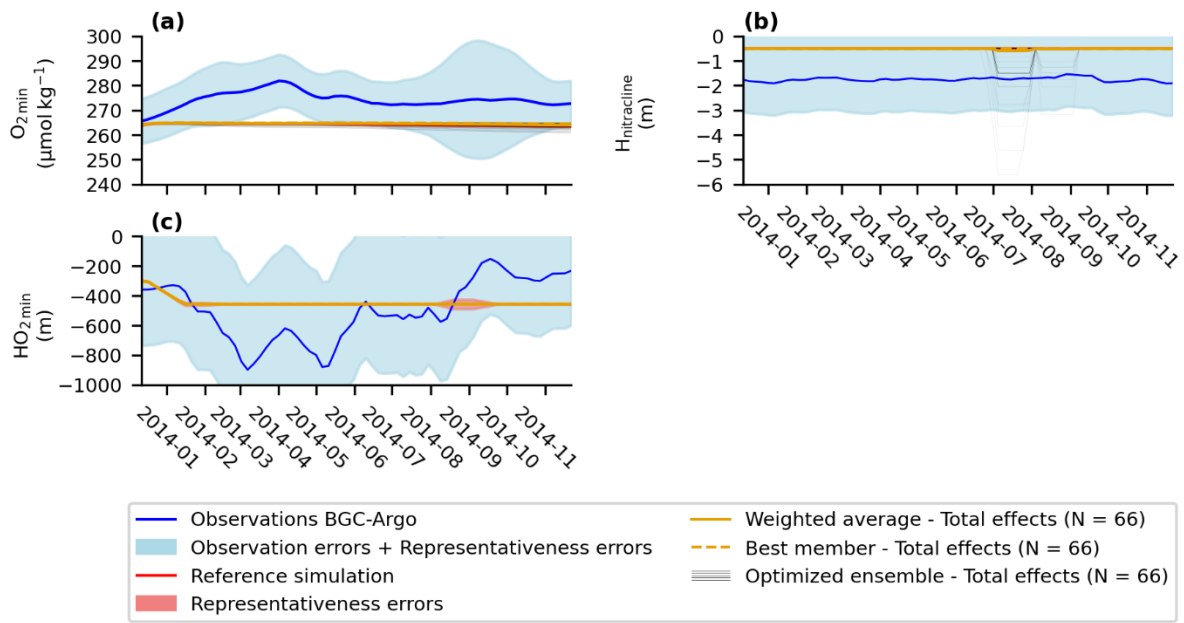 (a)
O2min
(µmol kg−1)
300
290
280
270
260
250
240
(b)
Hnitracline
(m)
0
−1
−2
−3
−4
−5
−6
2014-01
2014-02
2014-03
2014-04
2014-05
2014-06
2014-07
2014-08
2014-09
2014-10
2014-11
(c)
HO2min
(m)
0
−200
−400
−600
−800
−1000
2014-01
2014-02
2014-03
2014-04
2014-05
2014-06
2014-07
2014-08
2014-09
2014-10
2014-11
Observations BGC-Argo
Observation errors + Representativeness errors
Reference simulation
Representativeness errors
Weighted average - Total effects (N = 66)
Best member - Total effects (N = 66)
Optimized ensemble - Total effects (N = 66)